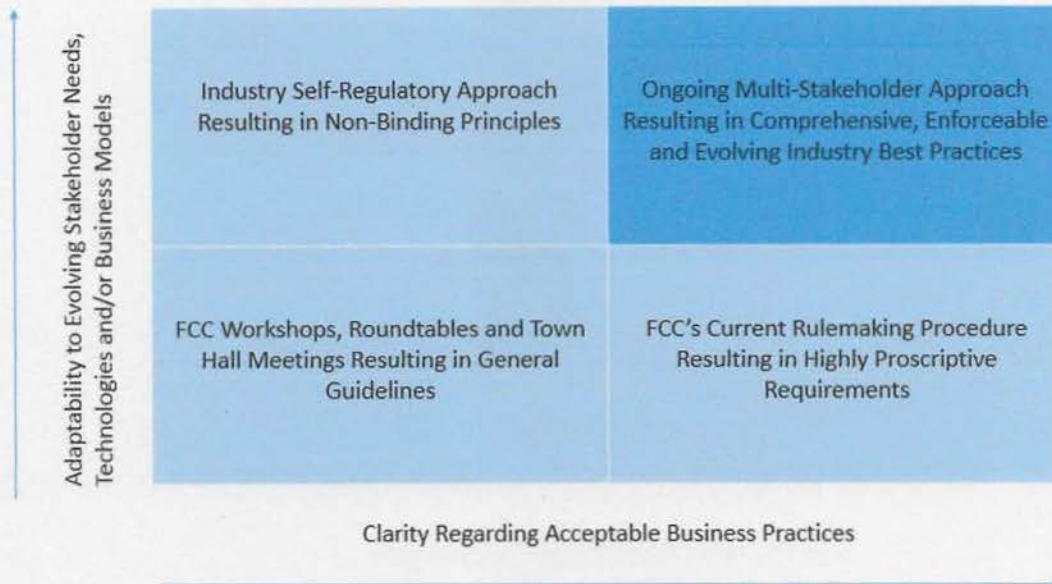 Adaptability to Evolving Stakeholder Needs,
Technologies and/or Business Models
Industry Self-Regulatory Approach
Resulting in Non-Binding Principles
Ongoing Multi-Stakeholder Approach
Resulting in Comprehensive, Enforceable
and Evolving Industry Best Practices
FCC Workshops, Roundtables and Town
Hall Meetings Resulting in General
Guidelines
FCC's Current Rulemaking Procedure
Resulting in Highly Proscriptive
Requirements
Clarity Regarding Acceptable Business Practices